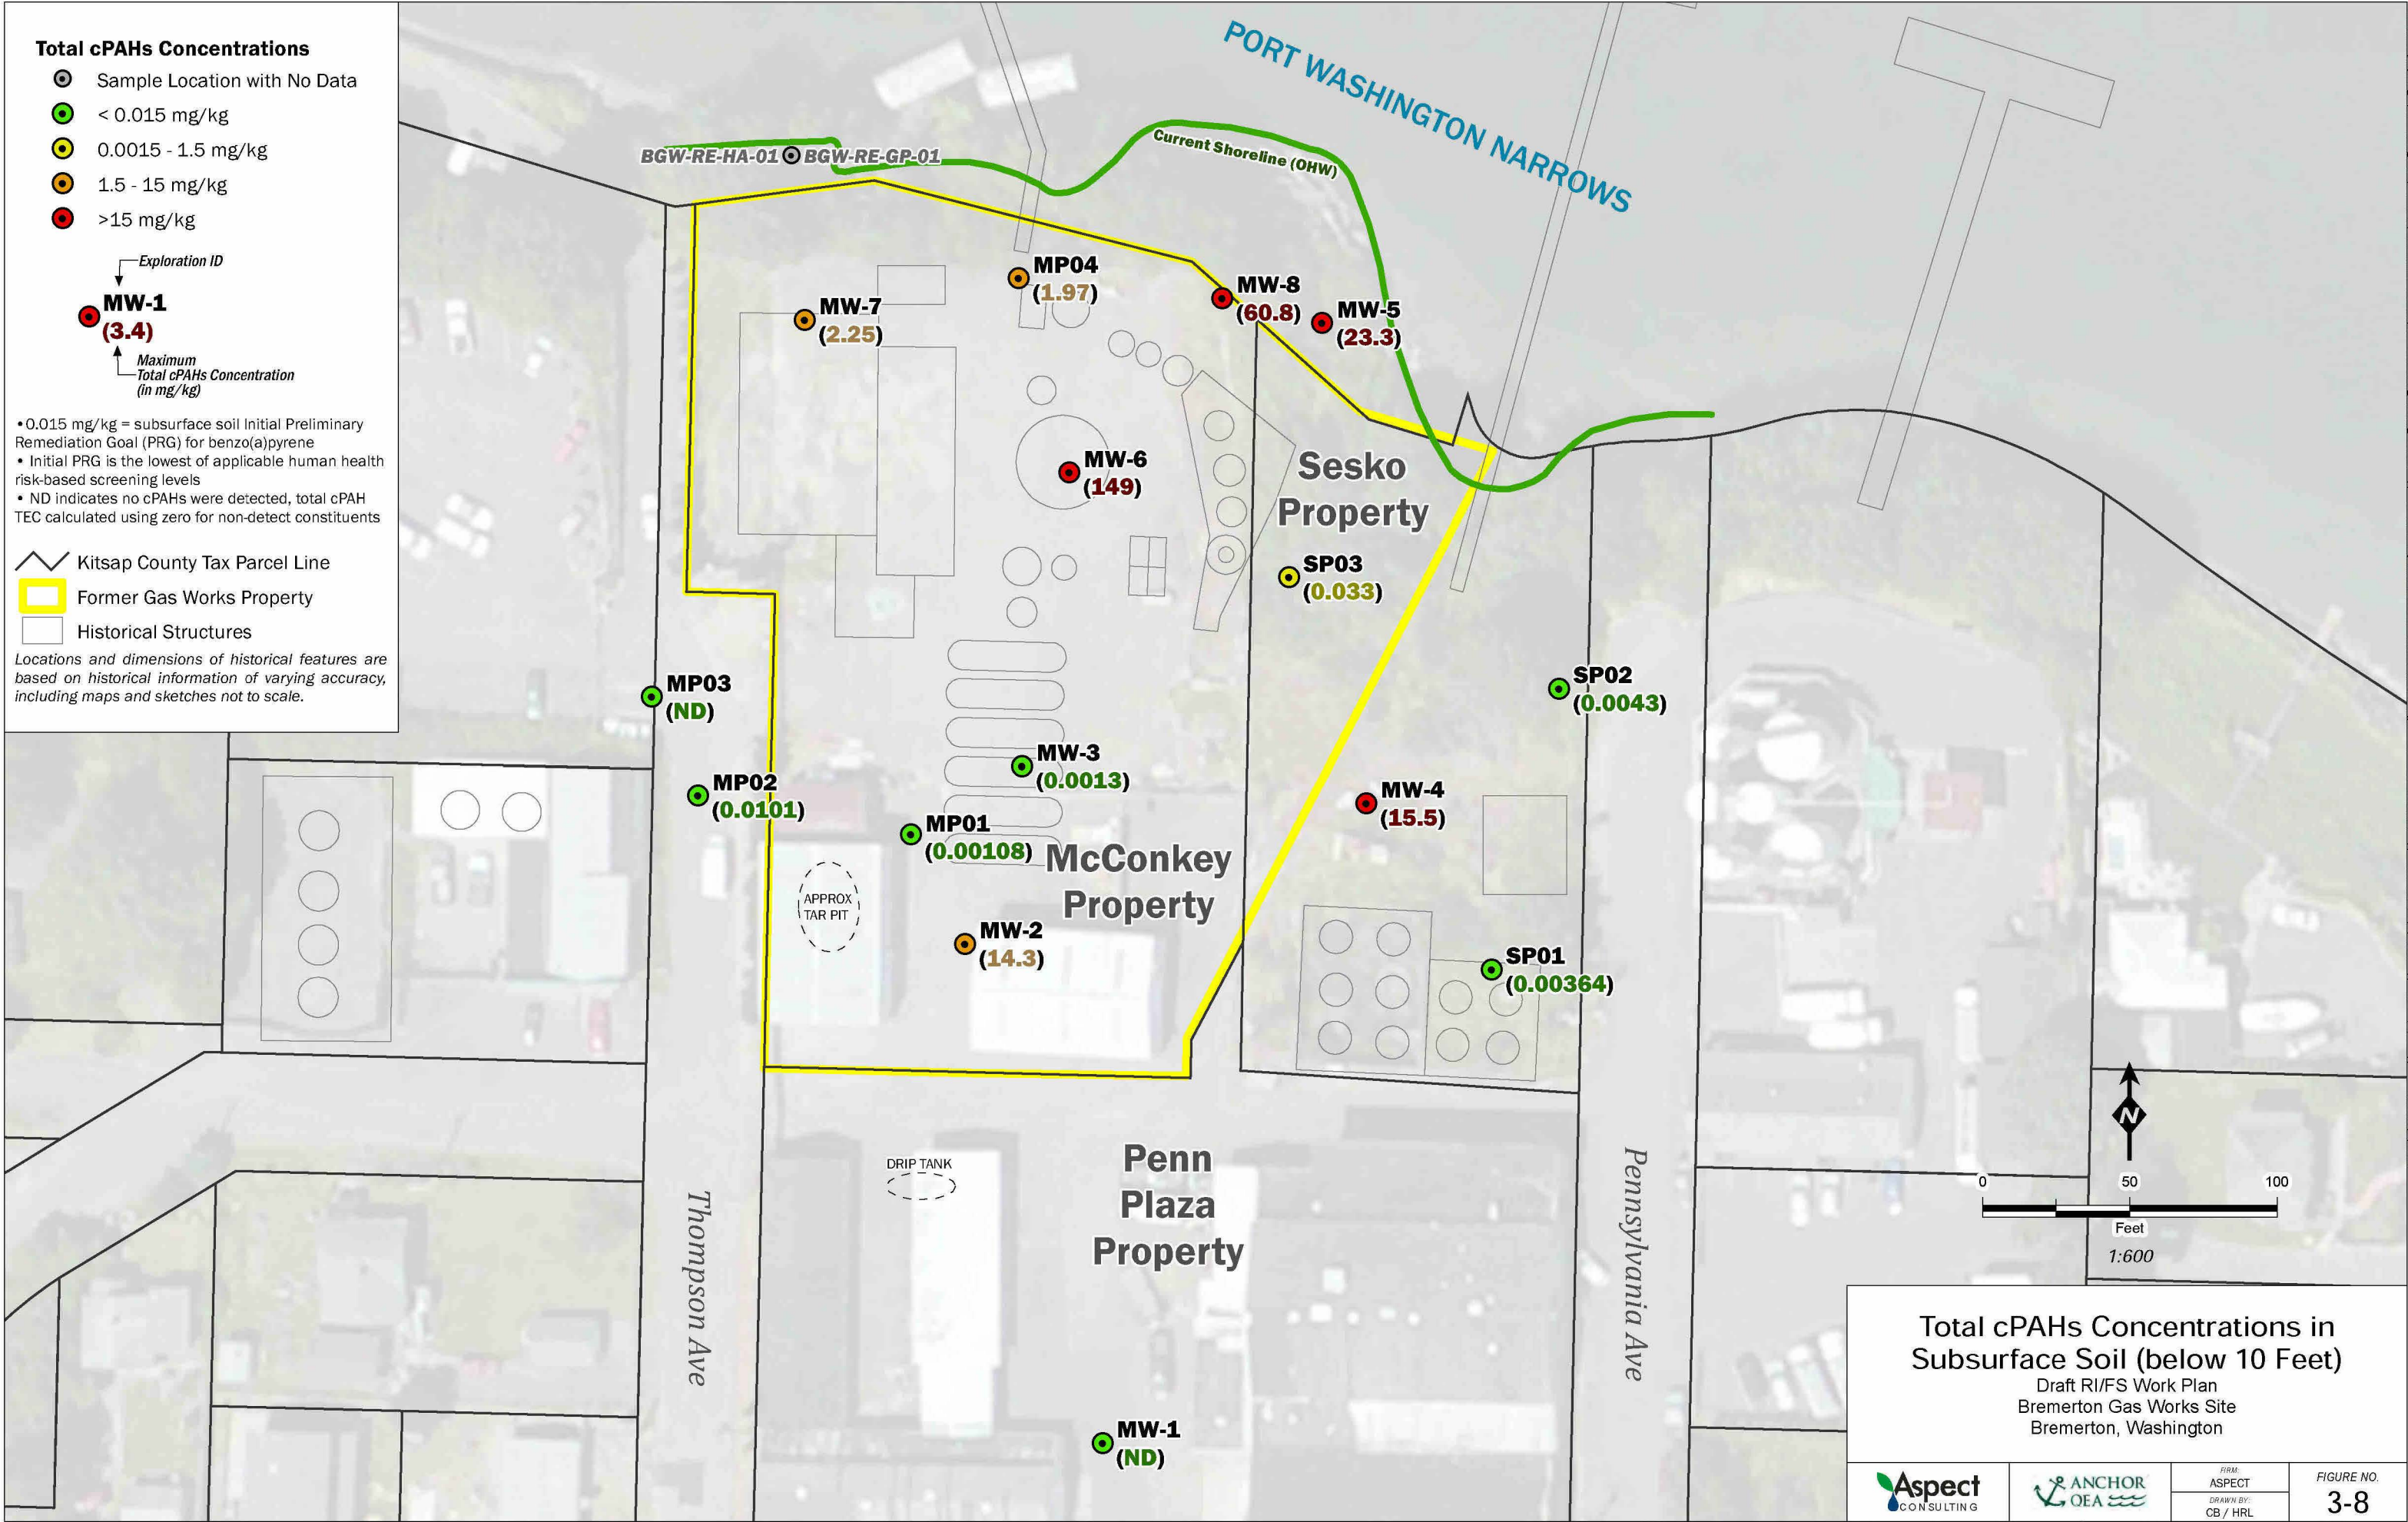 Total cPAHs Concentrations
Sample Location with No Data
< 0.015 mg/kg
0.0015 - 1.5 mg/kg
1.5 - 15 mg/kg
>15 mg/kg
Exploration ID
MW-1
(3.4)
Maximum
Total cPAHs Concentration
(in mg/kg)
•0.015 mg/kg = subsurface soil Initial Preliminary
Remediation Goal (PRG) for benzo(a)pyrene
• Initial PRG is the lowest of applicable human health
risk-based screening levels
• ND indicates no cPAHs were detected, total cPAH
TEC calculated using zero for non-detect constituents
Kitsap County Tax Parcel Line
Former Gas Works Property
Historical Structures
Locations and dimensions of historical features are
based on historical information of varying accuracy,
including maps and sketches not to scale.
PORT WASHINGTON NARROWS
Current Shoreline (OHW)
BGW-RE-HA-01
BGW-RE-GP-01
MP04
(1.97)
MW-7
(2.25)
MW-8
(60.8)
MW-5
(23.3)
MW-6
(149)
Sesko
Property
SP03
(0.033)
MP03
(ND)
SP02
(0.0043)
MW-3
(0.0013)
MP02
(0.0101)
MW-4
(15.5)
MP01
(0.00108)
McConkey
Property
APPROX
TAR PIT
MW-2
(14.3)
SP01
(0.00364)
DRIP TANK
Penn
Plaza
Property
Thompson Ave
Pennsylvania Ave
MW-1
(ND)
N
0 50 100
Feet
1:600
Total cPAHs Concentrations in
Subsurface Soil (below 10 Feet)
Draft RI/FS Work Plan
Bremerton Gas Works Site
Bremerton, Washington
Aspect
CONSULTING
ANCHOR
QEA
FIRM:
ASPECT
DRAWN BY:
CB / HRL
FIGURE NO.
3-8